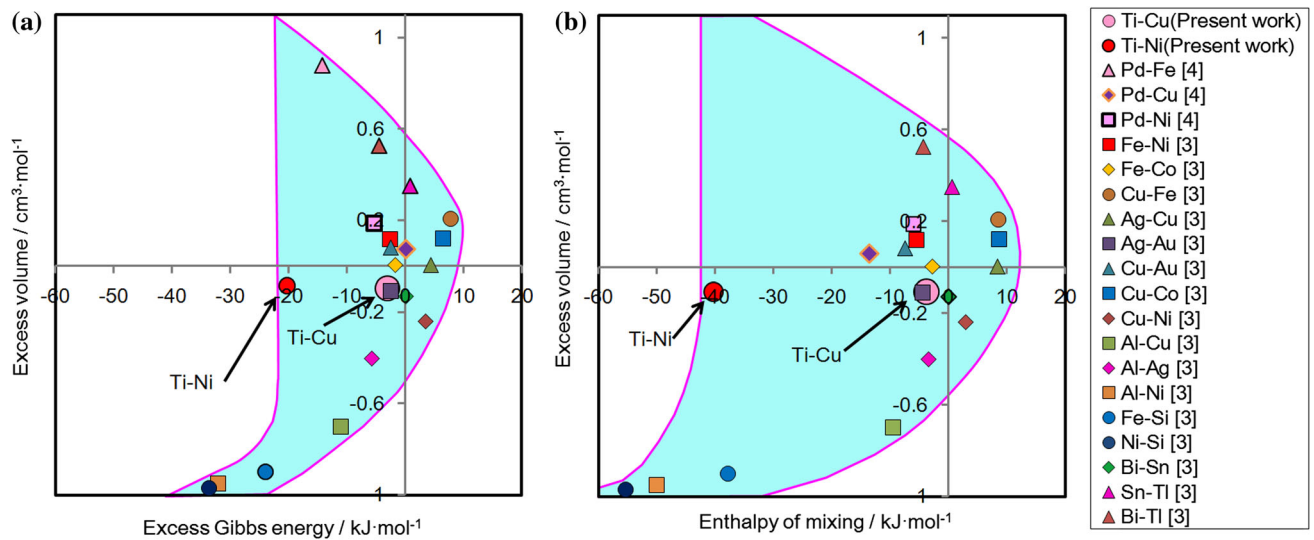 (a)
1
0.6
0.2
-60 -50 -40 -30 -20 -10 0 10 20
-0.2
Ti-Cu
Ti-Ni
-0.6
1
Excess volume / cm³·mol⁻¹
Excess Gibbs energy / kJ·mol⁻¹
(b)
1
0.6
0.2
-60 -50 -40 -30 -20 -10 0 10 20
-0.2
Ti-Ni
Ti-Cu
-0.6
1
Excess volume / cm³·mol⁻¹
Enthalpy of mixing / kJ·mol⁻¹
Ti-Cu(Present work)
Ti-Ni(Present work)
Pd-Fe [4]
Pd-Cu [4]
Pd-Ni [4]
Fe-Ni [3]
Fe-Co [3]
Cu-Fe [3]
Ag-Cu [3]
Ag-Au [3]
Cu-Au [3]
Cu-Co [3]
Cu-Ni [3]
Al-Cu [3]
Al-Ag [3]
Al-Ni [3]
Fe-Si [3]
Ni-Si [3]
Bi-Sn [3]
Sn-Tl [3]
Bi-Tl [3]